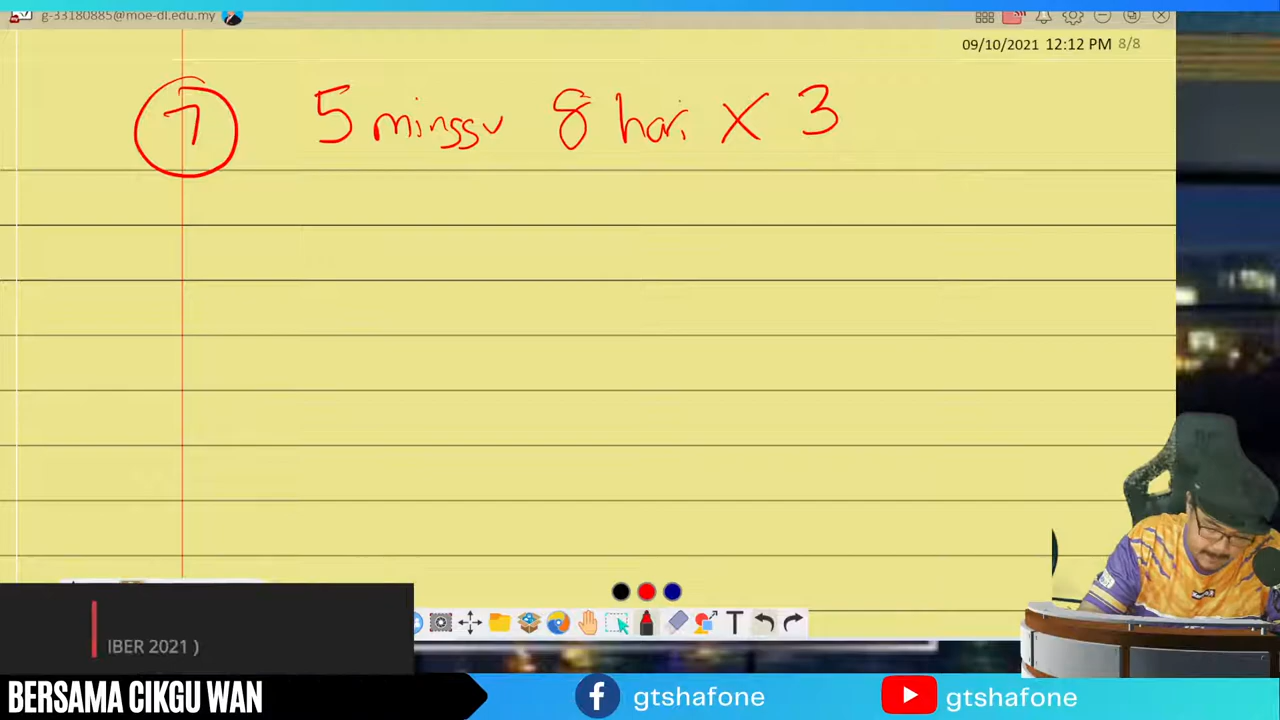 g-33180885@moe-dl.edu.my
09/10/2021 12:12 PM 8/8
7 5 minggu 8 hari X 3
IBER 2021 )
T
BERSAMA CIKGU WAN
gtshafone
gtshafone